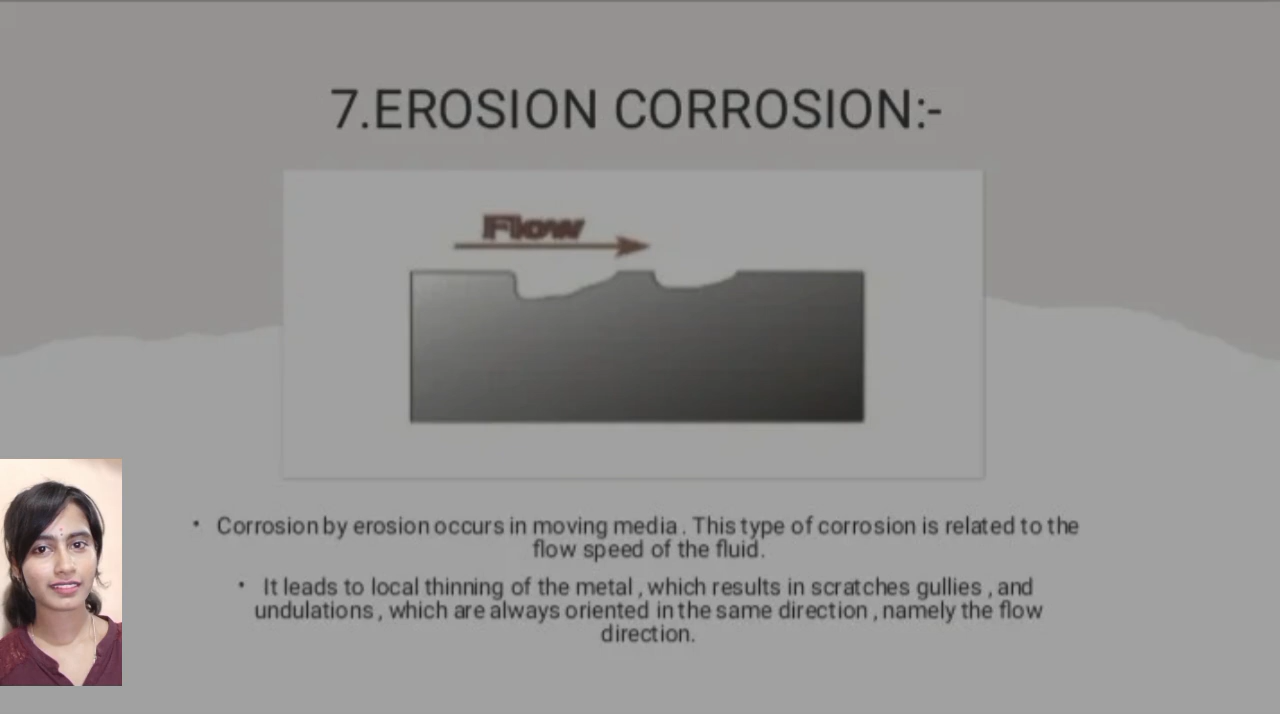 7.EROSION CORROSION:-
Flow
• Corrosion by erosion occurs in moving media . This type of corrosion is related to the
flow speed of the fluid.
• It leads to local thinning of the metal , which results in scratches gullies , and
undulations , which are always oriented in the same direction , namely the flow
direction.